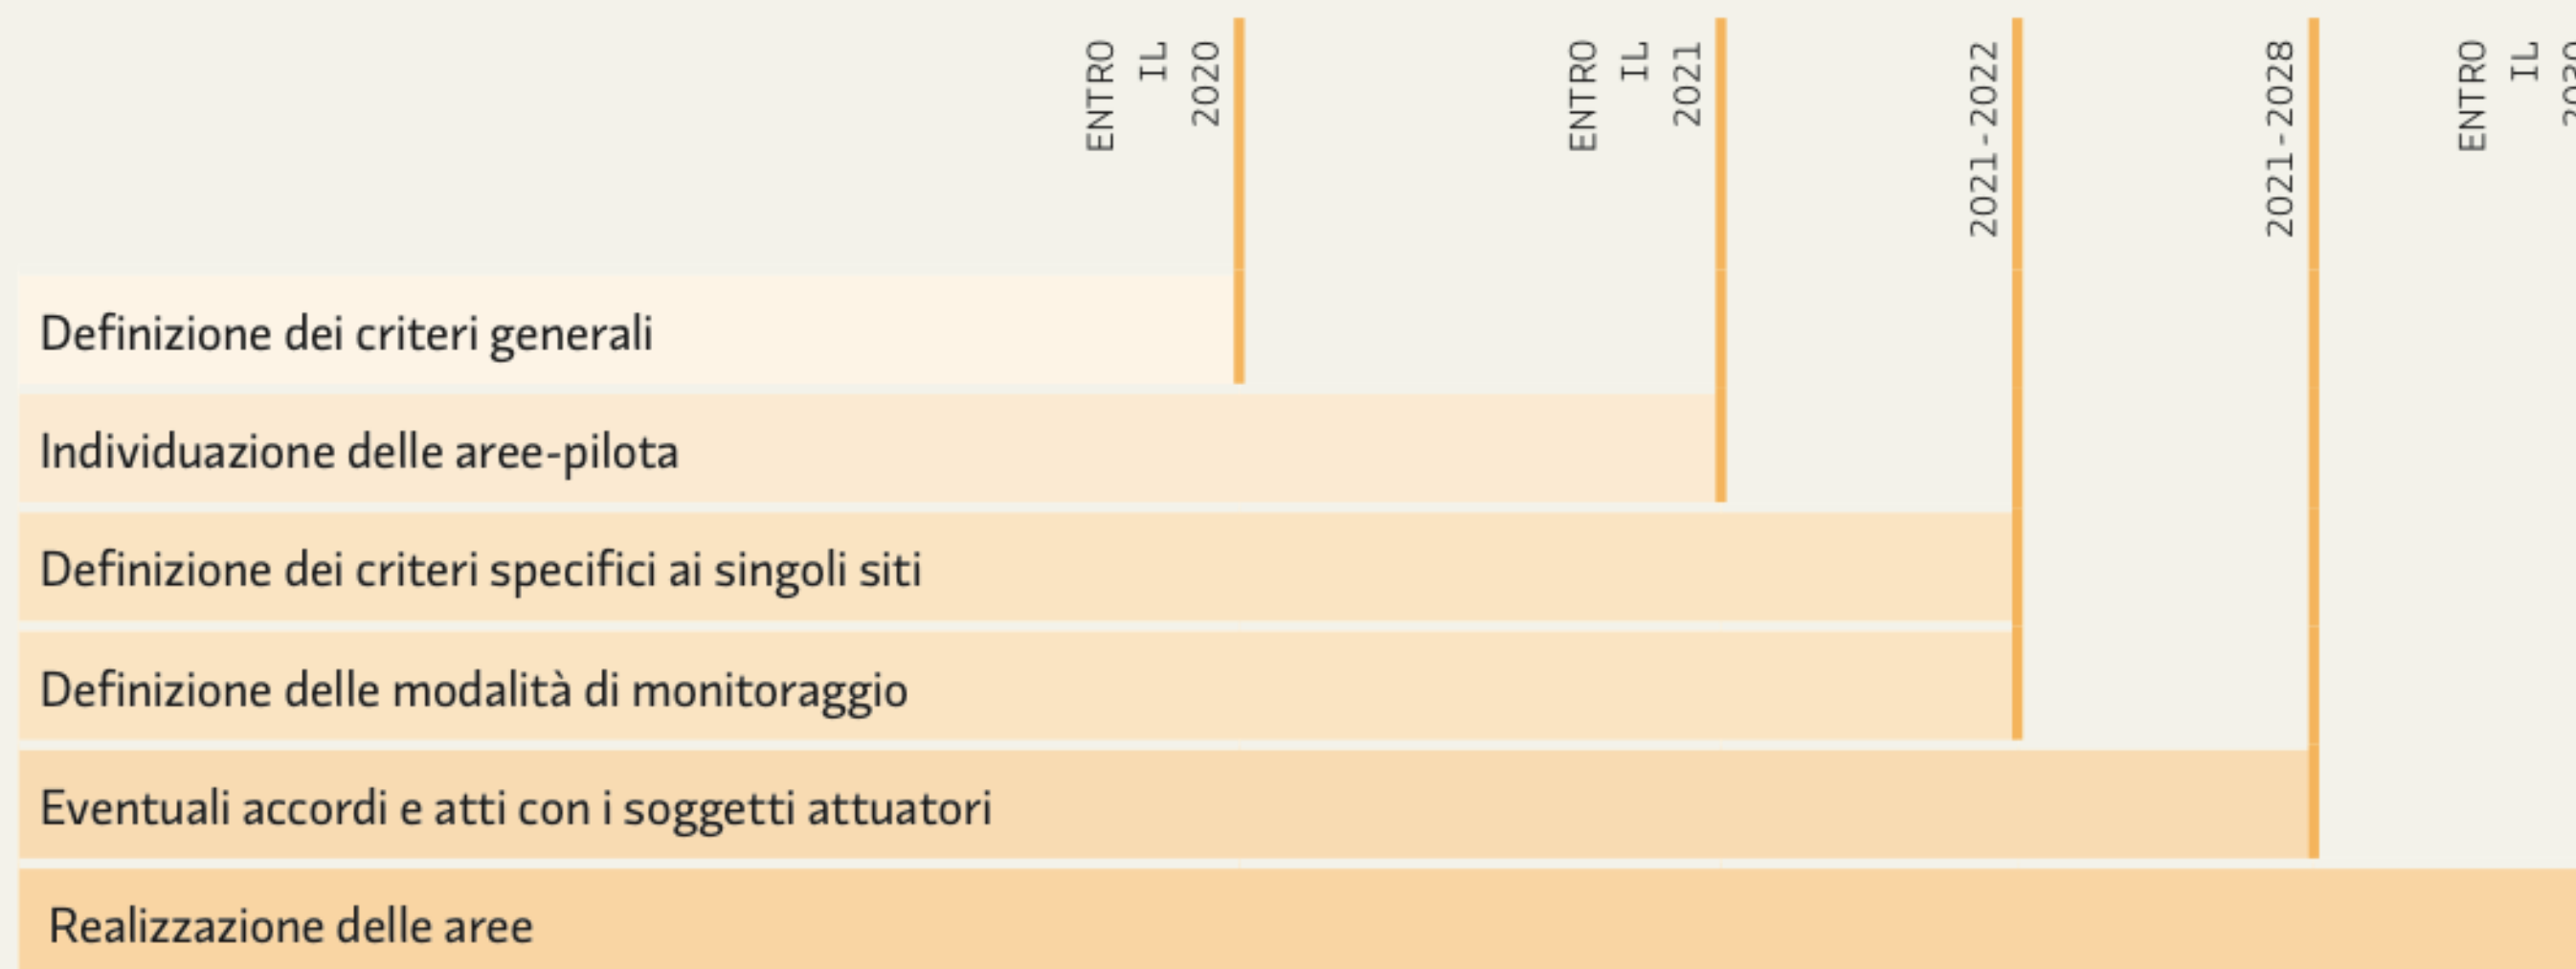 ENTRO
IL
2020
ENTRO
IL
2021
2021-2022
2021-2028
ENTRO
IL
Definizione dei criteri generali
Individuazione delle aree-pilota
Definizione dei criteri specifici ai singoli siti
Definizione delle modalità di monitoraggio
Eventuali accordi e atti con i soggetti attuatori
Realizzazione delle aree